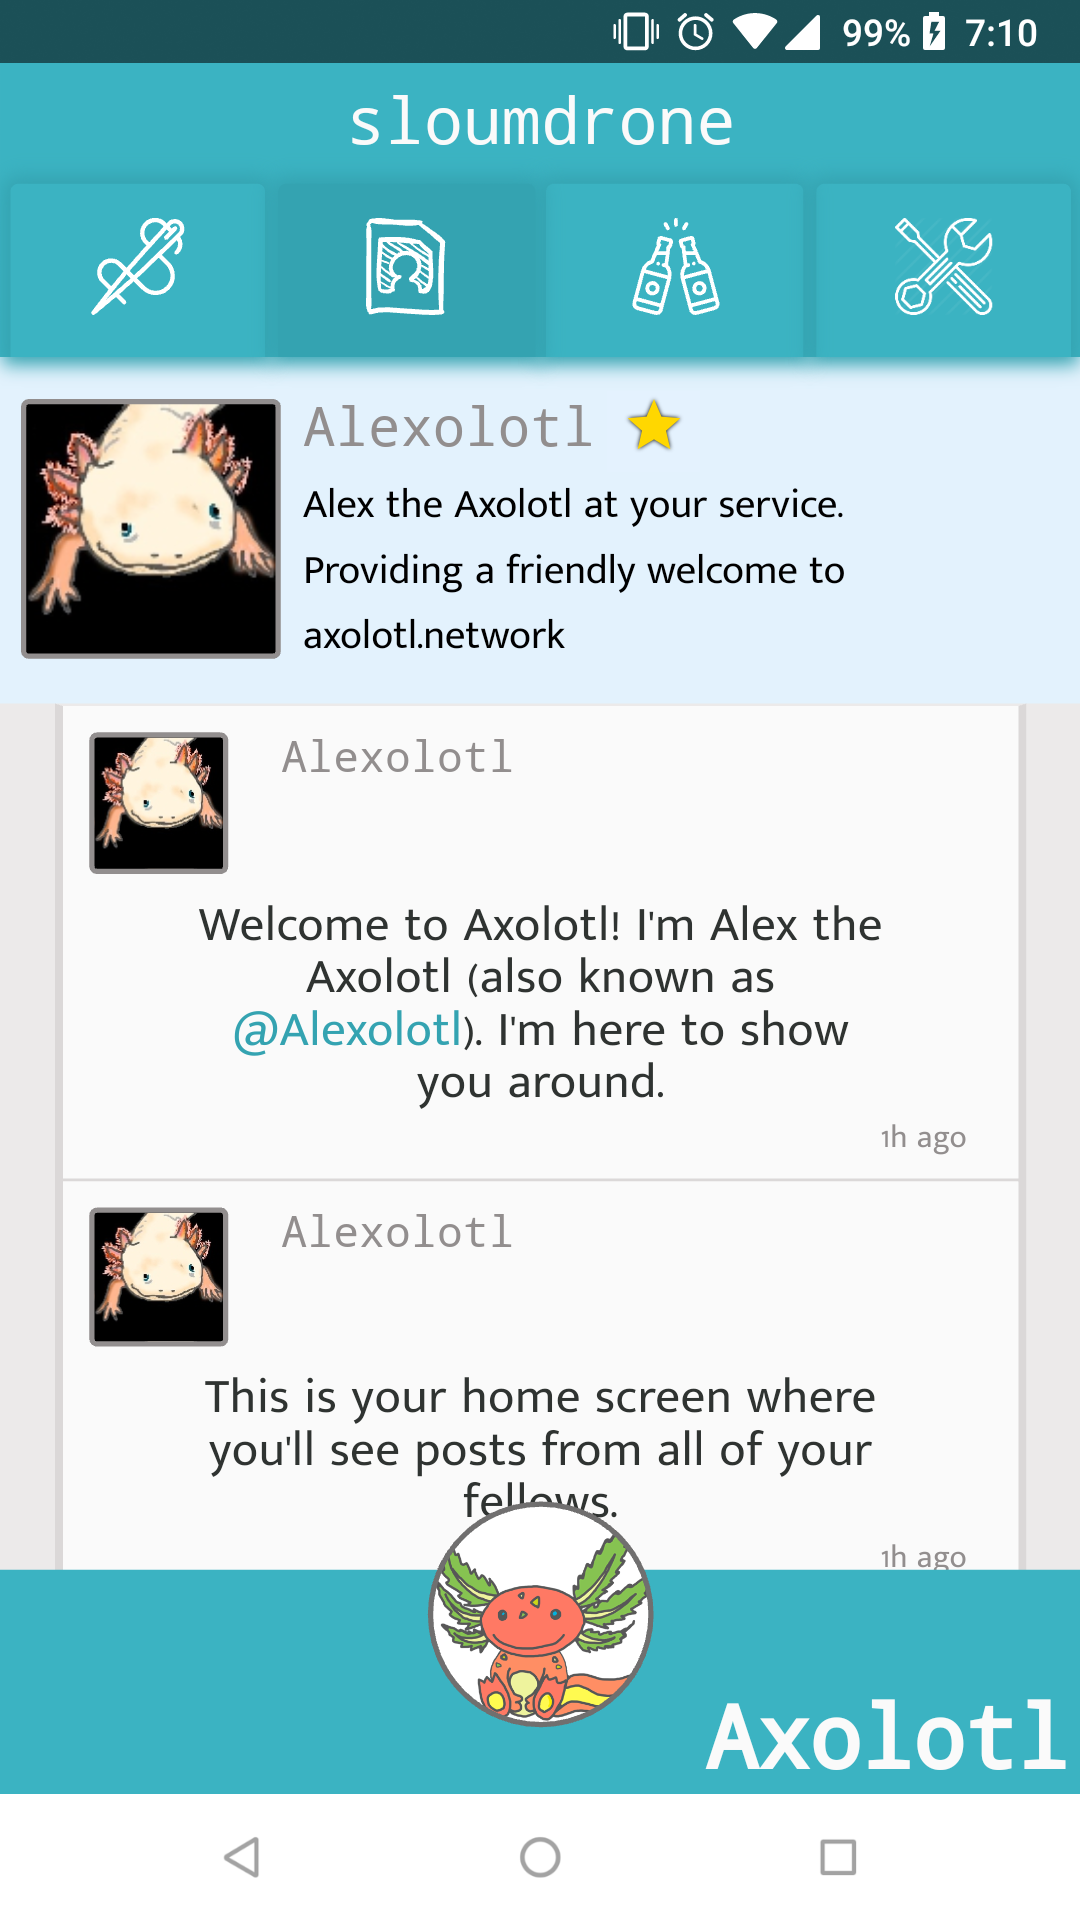 99% 7:10
sloumdrone
Alexolotl
Alex the Axolotl at your service.
Providing a friendly welcome to
axolotl.network
Alexolotl
Welcome to Axolotl! I'm Alex the
Axolotl (also known as
@Alexolotl). I'm here to show
you around.
1h ago
Alexolotl
This is your home screen where
you'll see posts from all of your
fellows.
1h ago
Axolotl